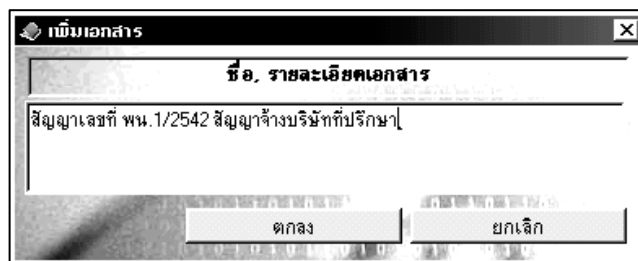 เพิ่มเอกสาร
ชื่อ, รายละเอียดเอกสาร
สัญญาเลขที่ พน.1/2542 สัญญาจ้างบริษัทที่ปรึกษา
ตกลง
ยกเลิก